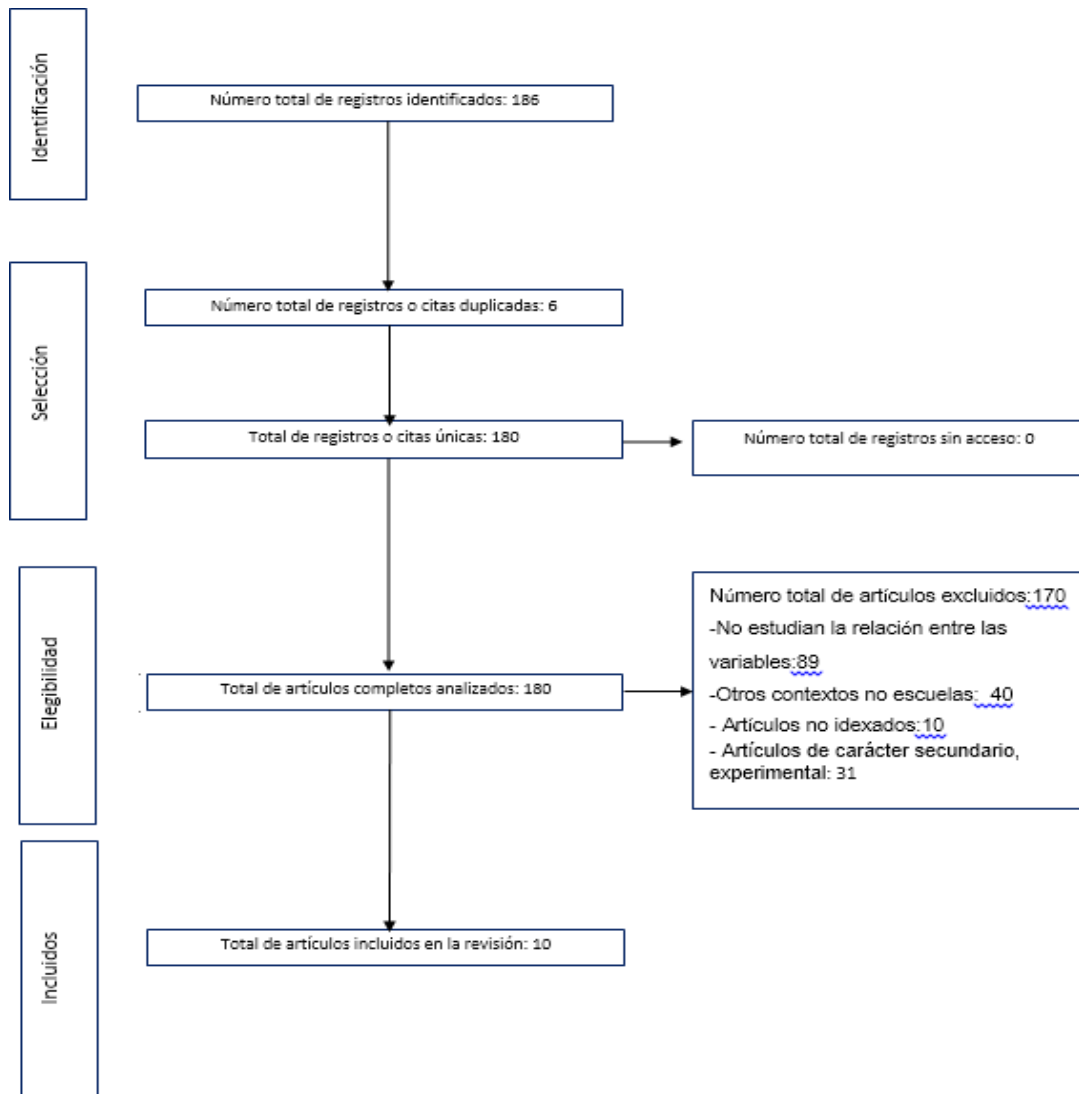 Identificación
Número total de registros identificados: 186
Selección
Número total de registros o citas duplicadas: 6
Total de registros o citas únicas: 180
Número total de registros sin acceso: 0
Elegibilidad
Total de artículos completos analizados: 180
Número total de artículos excluidos:170
-No estudian la relación entre las
variables:89
-Otros contextos no escuelas: 40
- Artículos no idexados:10
- Artículos de carácter secundario,
experimental: 31
Incluidos
Total de artículos incluidos en la revisión: 10